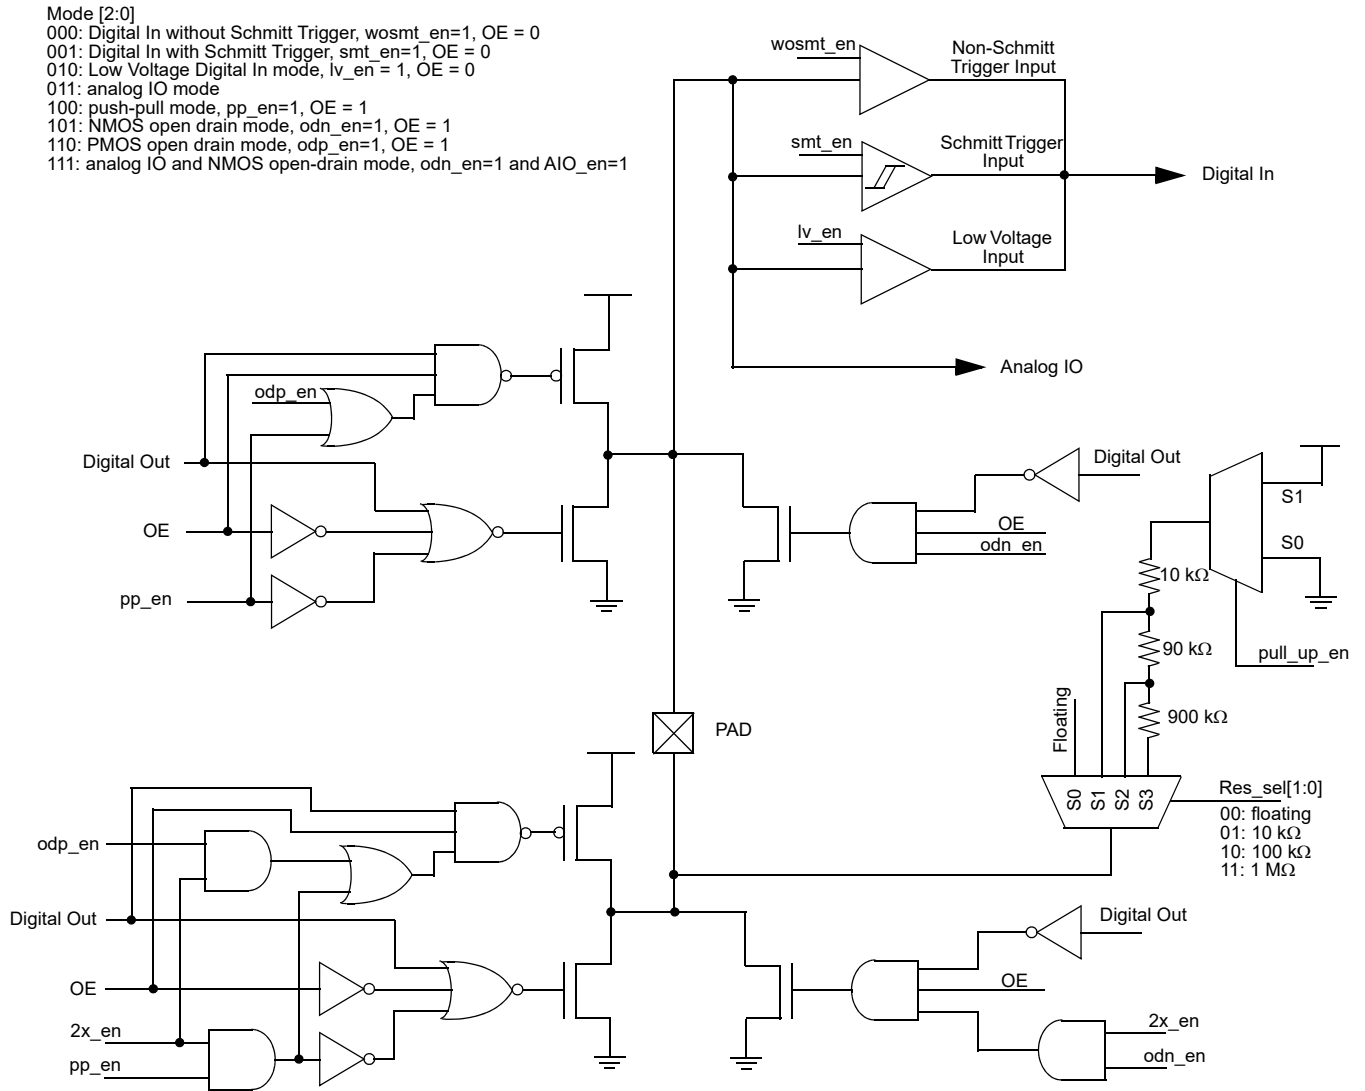 Mode [2:0]
000: Digital In without Schmitt Trigger, wosmt_en=1, OE = 0
001: Digital In with Schmitt Trigger, smt_en=1, OE = 0
010: Low Voltage Digital In mode, lv_en = 1, OE=0
011: analog IO mode
100: push-pull mode, pp_en=1, OE = 1
101: NMOS open drain mode, odn_en=1, OE = 1
110: PMOS open drain mode, odp_en=1, OE = 1
111: analog IO and NMOS open-drain mode, odn_en=1 and AIO_en=1
wosmt_en
Non-Schmitt
Trigger Input
smt_en
Schmitt Trigger
Input
Digital In
lv_en
Low Voltage
Input
Analog IO
odp_en
Digital Out
OE
pp_en
Digital Out
OE
odn_en
S1
S0
10 kΩ
90 kΩ
pull_up_en
900 kΩ
Floating
PAD
S0
S1
S2
S3
Res_sel[1:0]
00: floating
01: 10 kΩ
10: 100 kΩ
11: 1 MΩ
odp_en
Digital Out
OE
2x_en
pp_en
Digital Out
OE
2x_en
odn_en